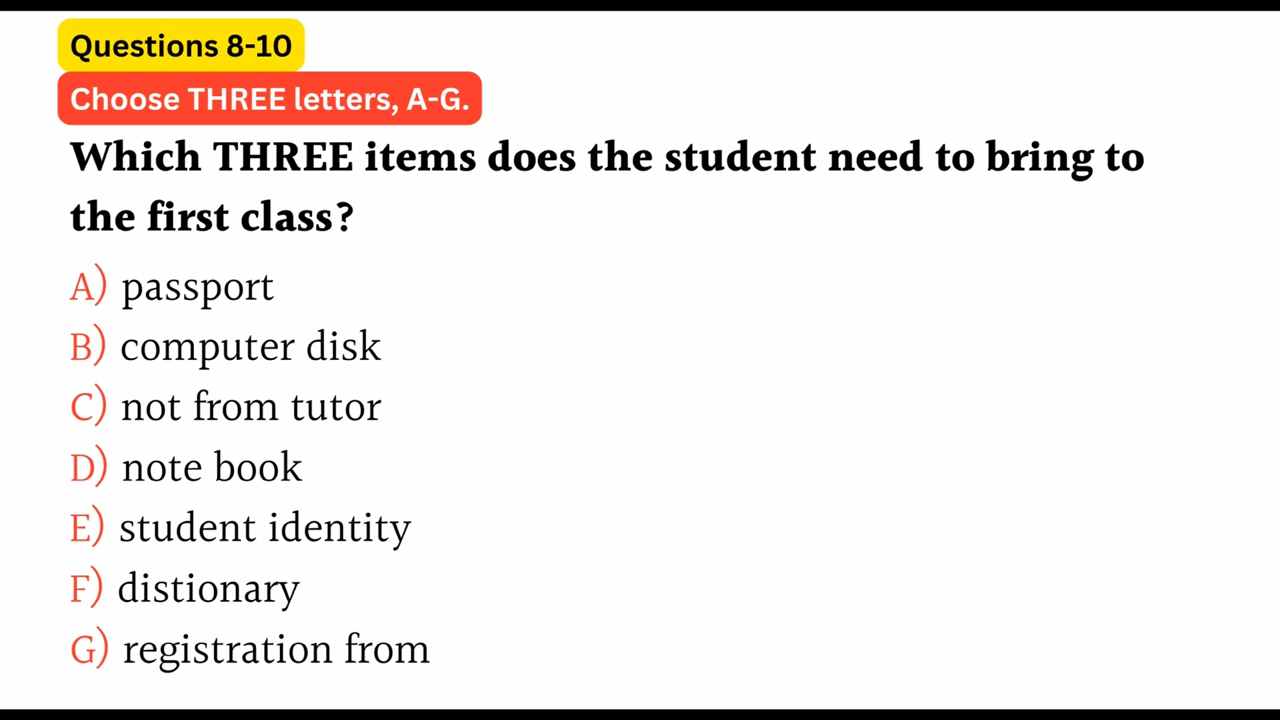 Questions 8-10
Choose THREE letters, A-G.
Which THREE items does the student need to bring to
the first class?
A) passport
B) computer disk
C) not from tutor
D) note book
E) student identity
F) distionary
G) registration from